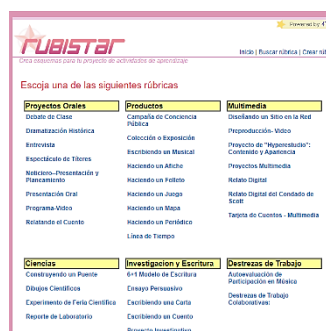 Powered by
RUBISTAR
Crea esquemas para tu proyecto de actividades de aprendizaje
Inicio | Buscar rúbrica | Crear
Escoja una de las siguientes rúbricas
Proyectos Orales
Debate de Clase
Dramatización Histórica
Entrevista
Espectáculo de Títeres
Noticiero--Presentación y
Planeamiento
Presentación Oral
Programa-Video
Relatando el Cuento
Productos
Campaña de Conciencia
Pública
Colección o Exposición
Escribiendo un Musical
Haciendo un Afiche
Haciendo un Folleto
Haciendo un Juego
Haciendo un Mapa
Haciendo un Periódico
Línea de Tiempo
Multimedia
Diseñando un Sitio en la Red
Preproducción- Video
Proyecto de "Hyperestudio":
Contenido y Apariencia
Proyectos Multimedia
Relato Digital
Relato Digital del Condado de
Scott
Tarjeta de Cuentos - Multimedia
Ciencias
Construyendo un Puente
Dibujos Científicos
Experimento de Feria Científica
Reporte de Laboratorio
Investigacion y Escritura
6+1 Modelo de Escritura
Ensayo Persuasivo
Escribiendo una Carta
Escribiendo un Cuento
Proyecto Investigativo
Destrezas de Trabajo
Autoevaluación de
Participación en Música
Destrezas de Trabajo
Colaborativas: